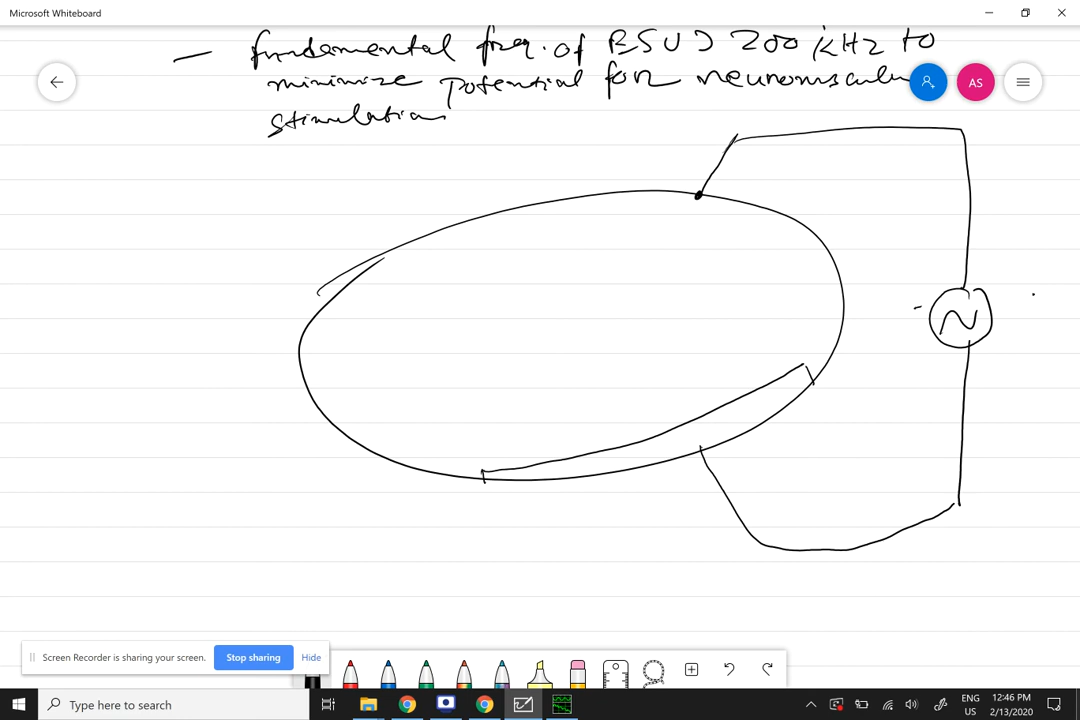 Microsoft Whiteboard
— fundamental freq. of ESU > 200 kHz to
minimize potential for neuromuscular
stimulation
AS
Screen Recorder is sharing your screen.
Stop sharing
Hide
Type here to search
ENG
US
12:46 PM
2/13/2020